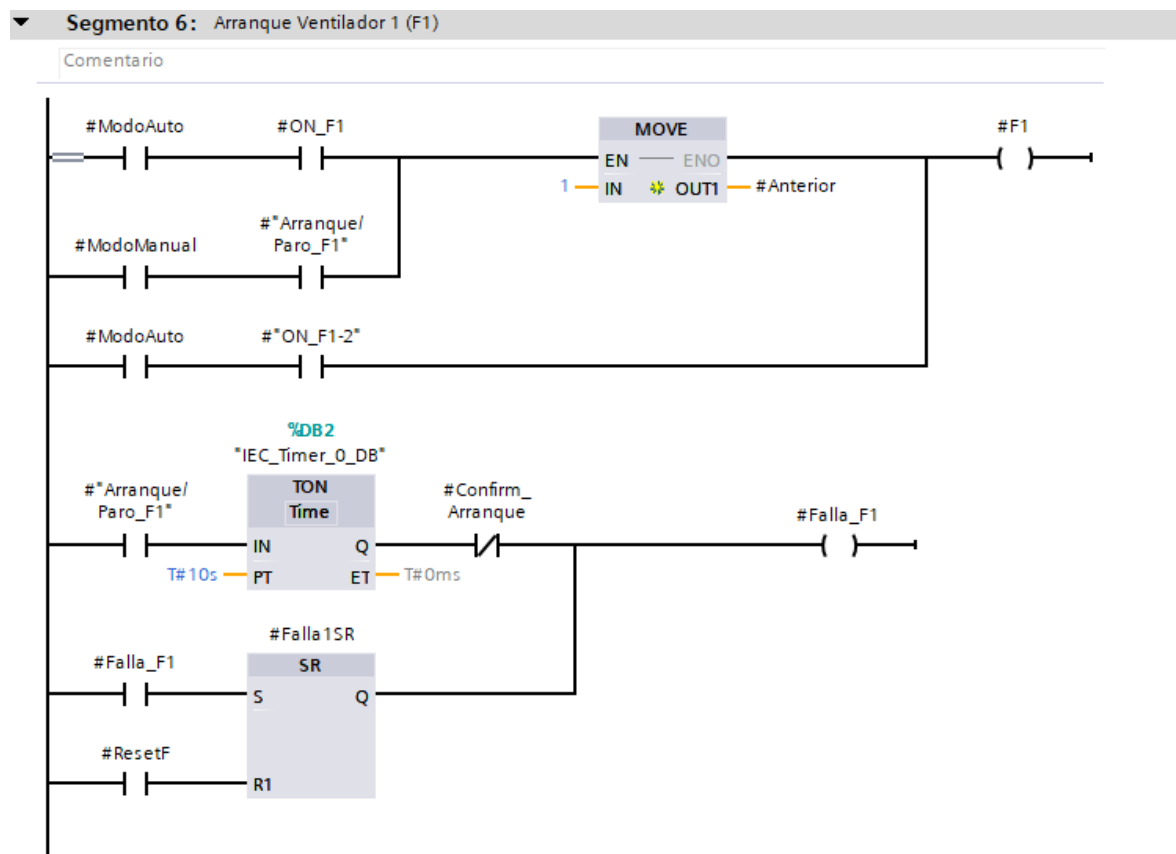 Segmento 6: Arranque Ventilador 1 (F1)
Comentario
#ModoAuto
#ON_F1
MOVE
#F1
EN
ENO
1
IN
OUT1
#Anterior
#"Arranque/
Paro_F1"
#ModoManual
#ModoAuto
#"ON_F1-2"
%DB2
"IEC_Timer_0_DB"
#"Arranque/
Paro_F1"
TON
Time
#Confirm_
Arranque
#Falla_F1
IN
Q
T#10s
PT
ET
T#0ms
#Falla1SR
#Falla_F1
SR
S
Q
#ResetF
R1